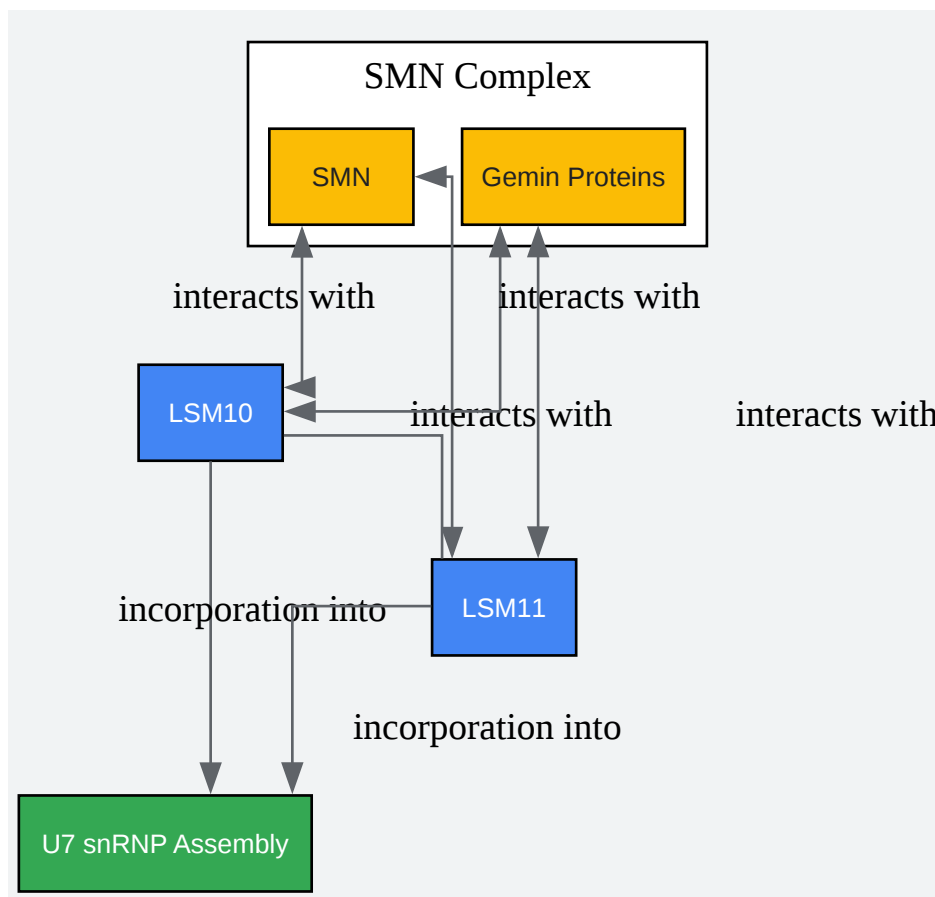 SMN Complex
SMN
Gemin Proteins
interacts with
interacts with
LSM10
interacts with
interacts with
incorporation into
LSM11
incorporation into
U7 snRNP Assembly